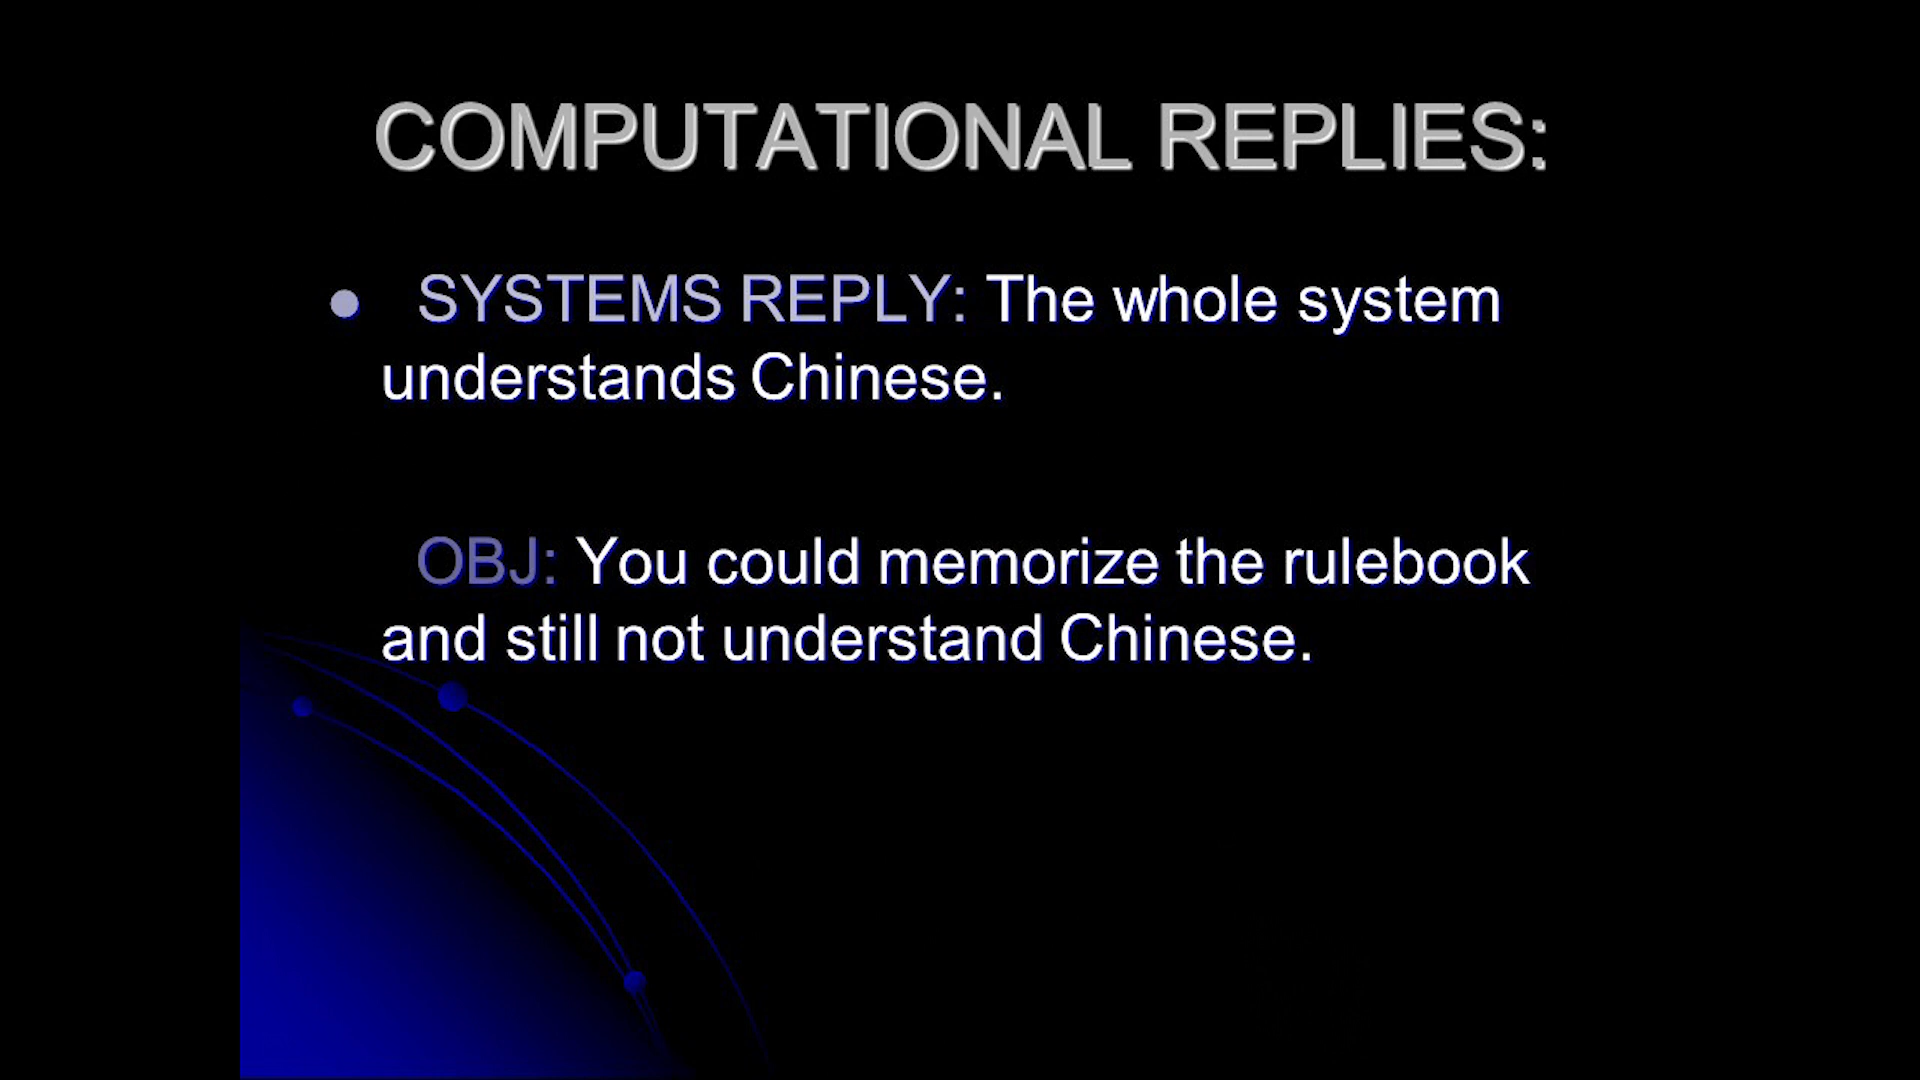 COMPUTATIONAL REPLIES:
SYSTEMS REPLY: The whole system
understands Chinese.
OBJ: You could memorize the rulebook
and still not understand Chinese.